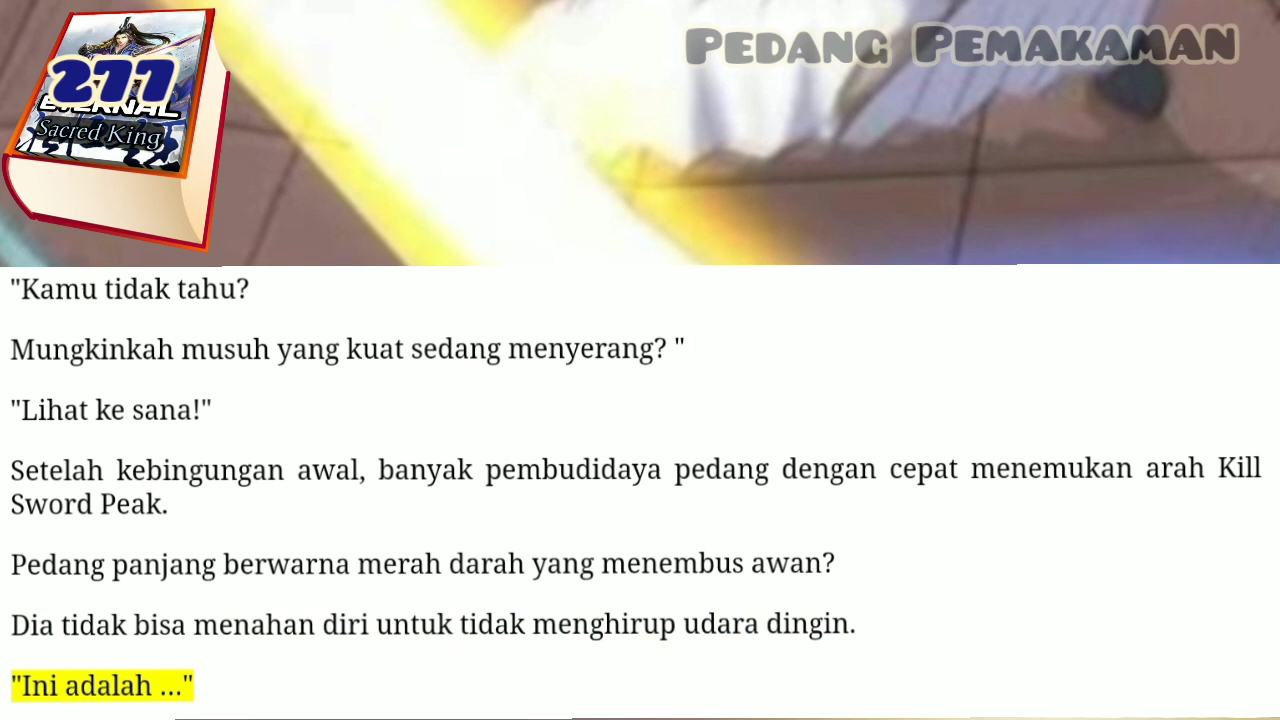 PEDANG PEMAKAMAN
277
ETERNAL
Sacred King
"Kamu tidak tahu?
Mungkinkah musuh yang kuat sedang menyerang? "
"Lihat ke sana!"
Setelah kebingungan awal, banyak pembudidaya pedang dengan cepat menemukan arah Kill
Sword Peak.
Pedang panjang berwarna merah darah yang menembus awan?
Dia tidak bisa menahan diri untuk tidak menghirup udara dingin.
"Ini adalah ..."